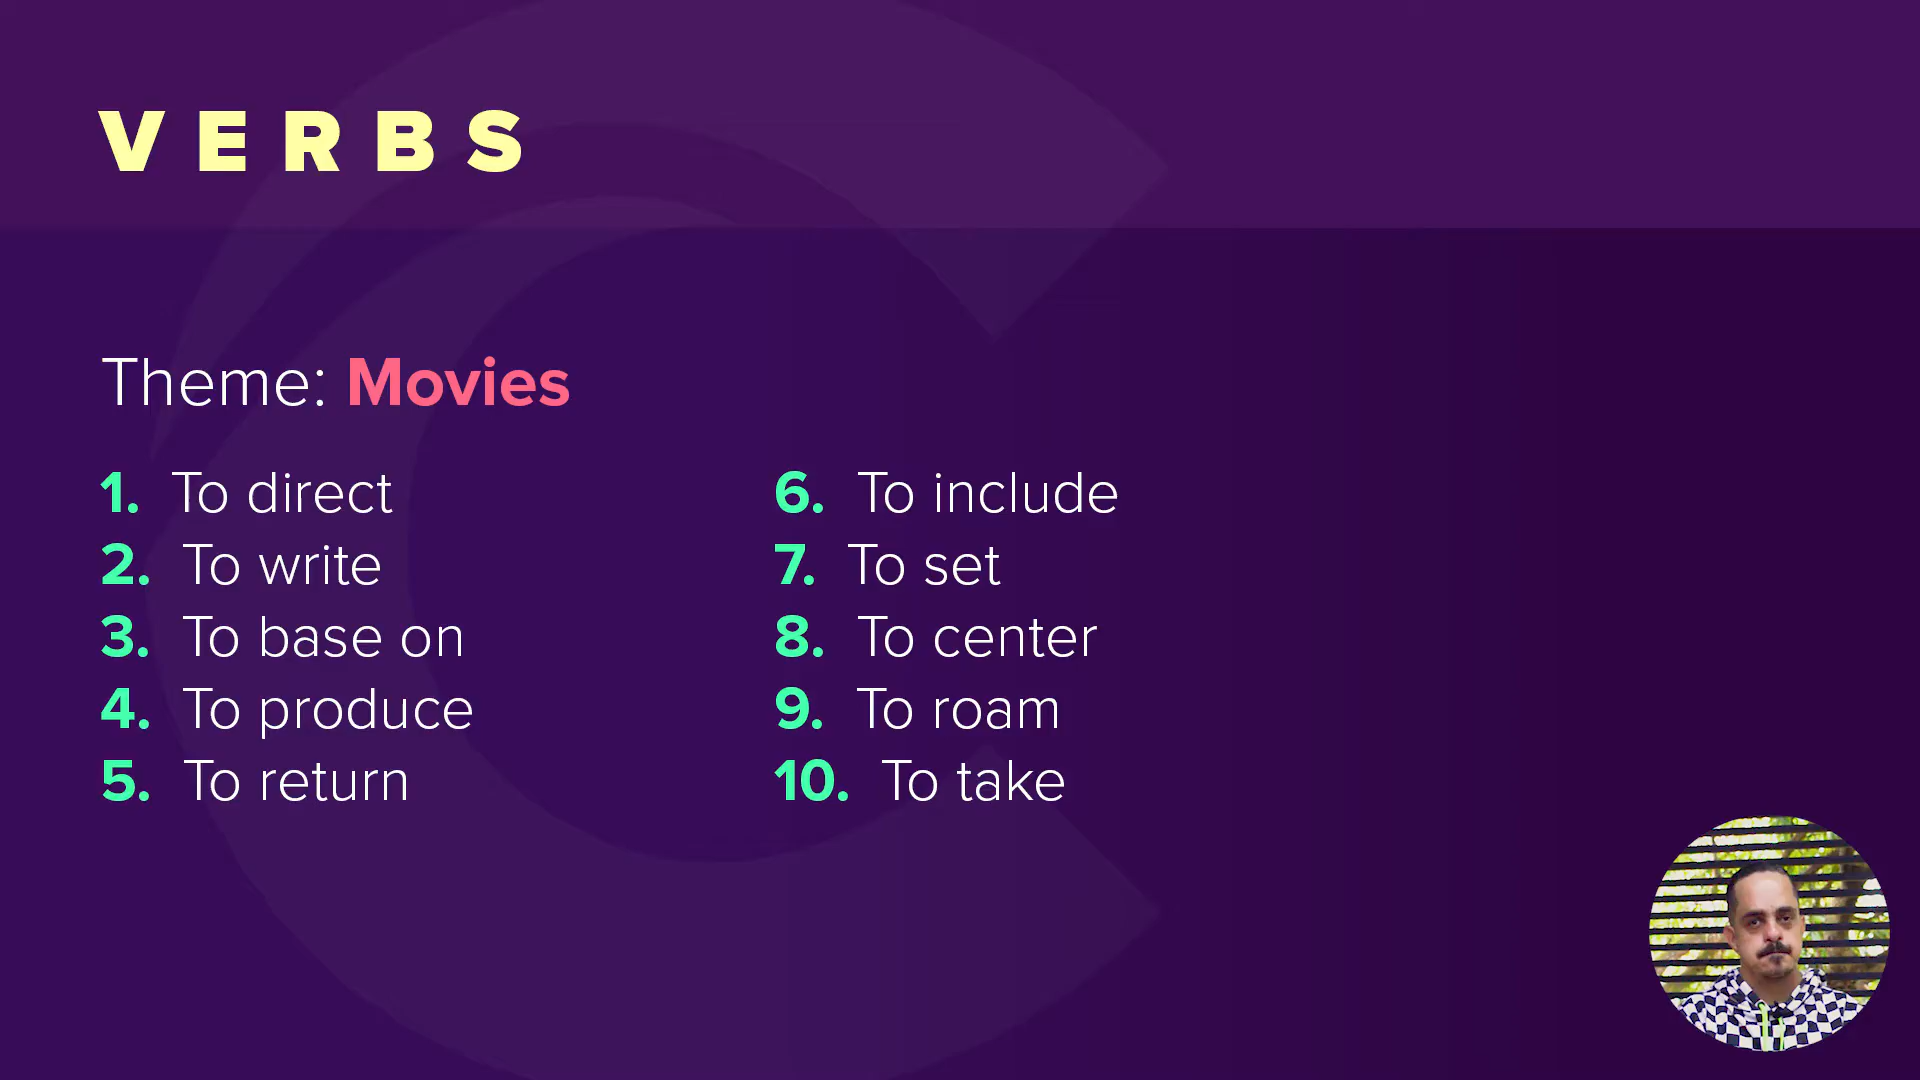 VERBS
Theme: Movies
1. To direct
2. To write
3. To base on
4. To produce
5. To return
6. To include
7. To set
8. To center
9. To roam
10. To take